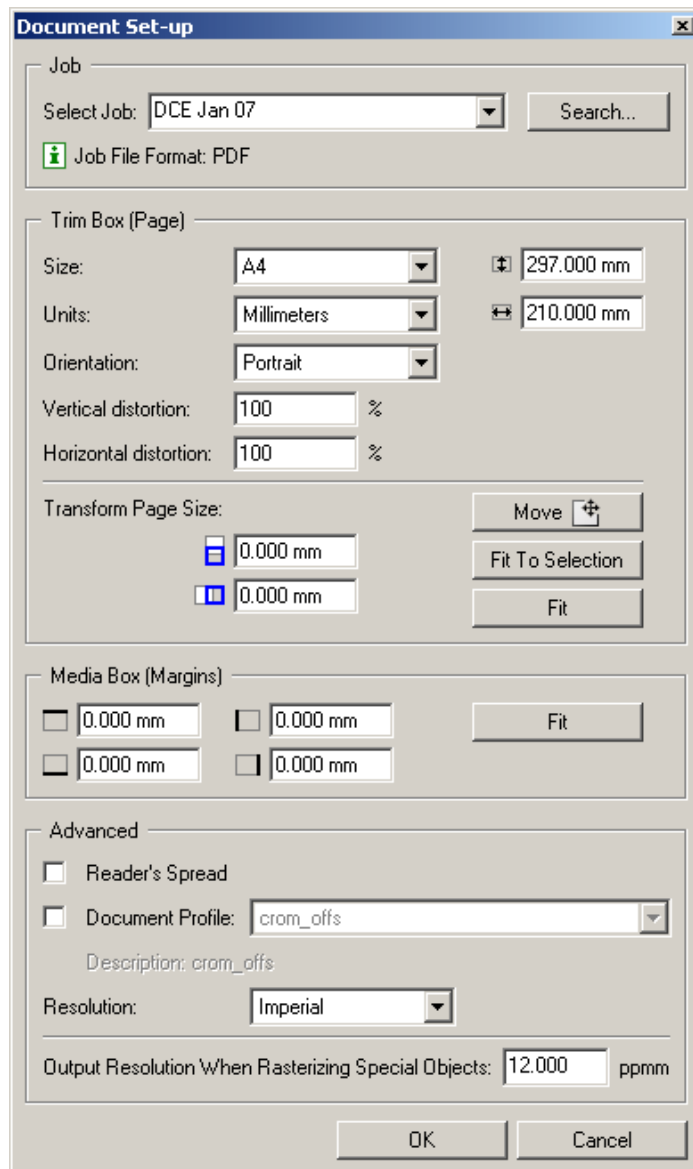 Document Set-up
Job
Select Job: DCE Jan 07 Search...
Job File Format: PDF
Trim Box (Page)
Size: A4 297.000 mm
Units: Millimeters 210.000 mm
Orientation: Portrait
Vertical distortion: 100 %
Horizontal distortion: 100 %
Transform Page Size: Move
0.000 mm Fit To Selection
0.000 mm Fit
Media Box (Margins)
0.000 mm 0.000 mm Fit
0.000 mm 0.000 mm
Advanced
Reader's Spread
Document Profile: crom_offs
Description: crom_offs
Resolution: Imperial
Output Resolution When Rasterizing Special Objects: 12.000 ppmm
OK Cancel